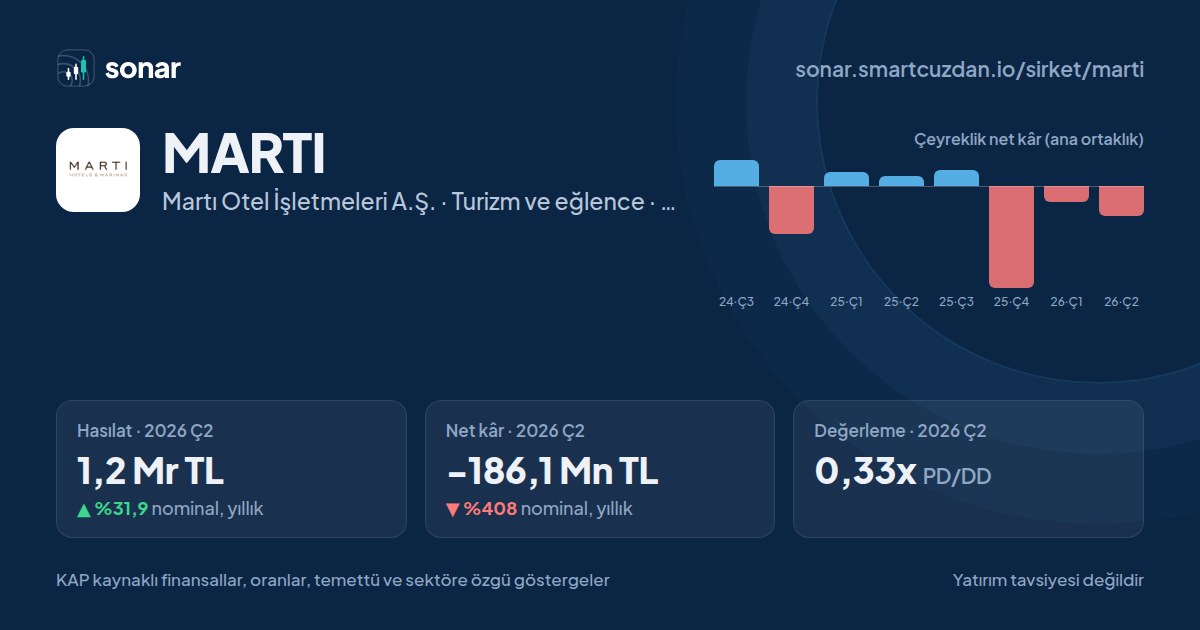 sonar
sonar.smartcuzdan.io/sirket/marti
MARTI
HOTELS & MARINAS
MARTI
Martı Otel İşletmeleri A.Ş. · Turizm ve eğlence · ...
Çeyreklik net kâr (ana ortaklık)
24·Ç3 24·Ç4 25·Ç1 25·Ç2 25·Ç3 25·Ç4 26·Ç1 26·Ç2
Hasılat · 2026 Ç2
1,2 Mr TL
▲ %31,9 nominal, yıllık
Net kâr · 2026 Ç2
-186,1 Mn TL
▼ %408 nominal, yıllık
Değerleme · 2026 Ç2
0,33x PD/DD
KAP kaynaklı finansallar, oranlar, temettü ve sektöre özgü göstergeler
Yatırım tavsiyesi değildir